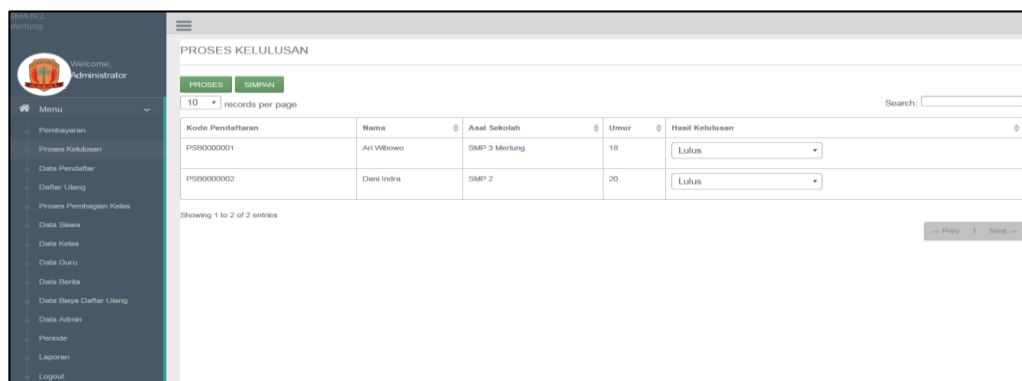 SMA N 2
Merlung
Welcome,
Administrator
Menu
Pembayaran
Proses Kelulusan
Data Pendaftar
Daftar Ulang
Proses Pembagian Kelas
Data Siswa
Data Kelas
Data Guru
Data Berita
Data Biaya Daftar Ulang
Data Admin
Periode
Laporan
Logout
PROSES KELULUSAN
PROSES SIMPAN
10 records per page
Search:
Kode Pendaftaran Nama Asal Sekolah Umur Hasil Kelulusan
PSB0000001 Ari Wibowo SMP 3 Merlung 18 Lulus
PSB0000002 Dani Indra SMP 2 20 Lulus
Showing 1 to 2 of 2 entries
← Prev 1 Next →